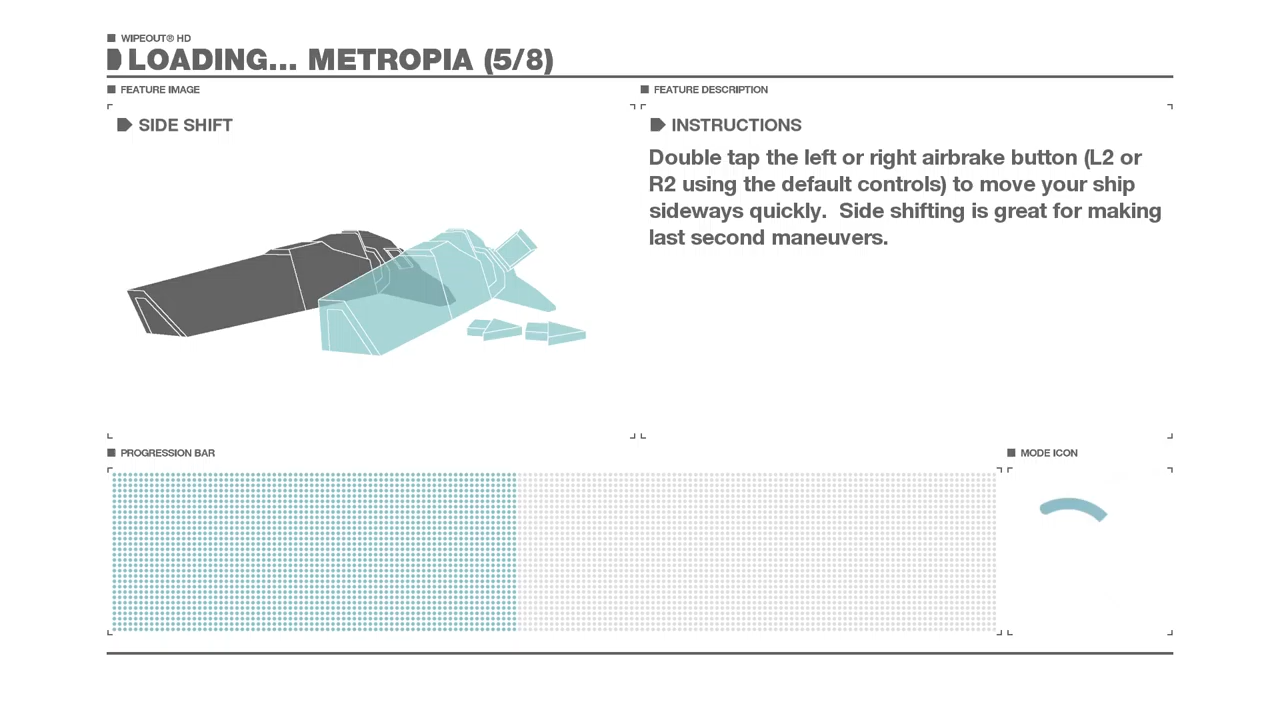 WIPEOUT® HD
LOADING... METROPIA (5/8)
FEATURE IMAGE
SIDE SHIFT
FEATURE DESCRIPTION
INSTRUCTIONS
Double tap the left or right airbrake button (L2 or
R2 using the default controls) to move your ship
sideways quickly.  Side shifting is great for making
last second maneuvers.
PROGRESSION BAR
MODE ICON